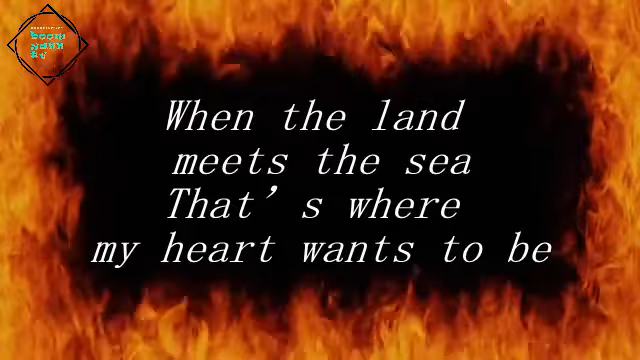 When the land
meets the sea
That’s where
my heart wants to be